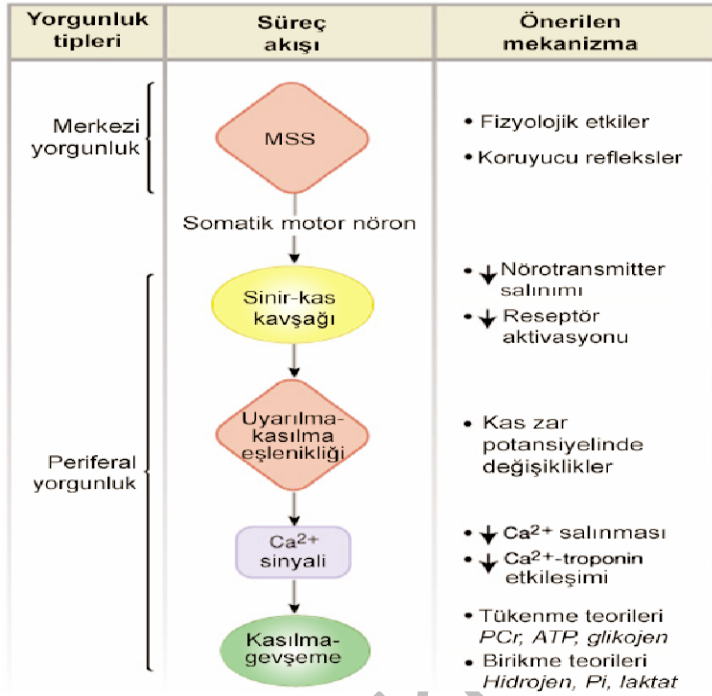 Yorgunluk
tipleri
Süreç
akışı
Önerilen
mekanizma
Merkezi
yorgunluk
MSS
• Fizyolojik etkiler
• Koruyucu refleksler
Somatik motor nöron
Periferal
yorgunluk
Sinir-kas
kavşağı
• ↓ Nörotransmitter
salınımı
• ↓ Reseptör
aktivasyonu
Uyarılma-
kasılma
eşlenikliği
• Kas zar
potansiyelinde
değişiklikler
Ca²⁺
sinyali
• ↓ Ca²⁺ salınması
• ↓ Ca²⁺-troponin
etkileşimi
Kasılma-
gevşeme
• Tükenme teorileri
PCr, ATP, glikojen
• Birikme teorileri
Hidrojen, Pi, laktat